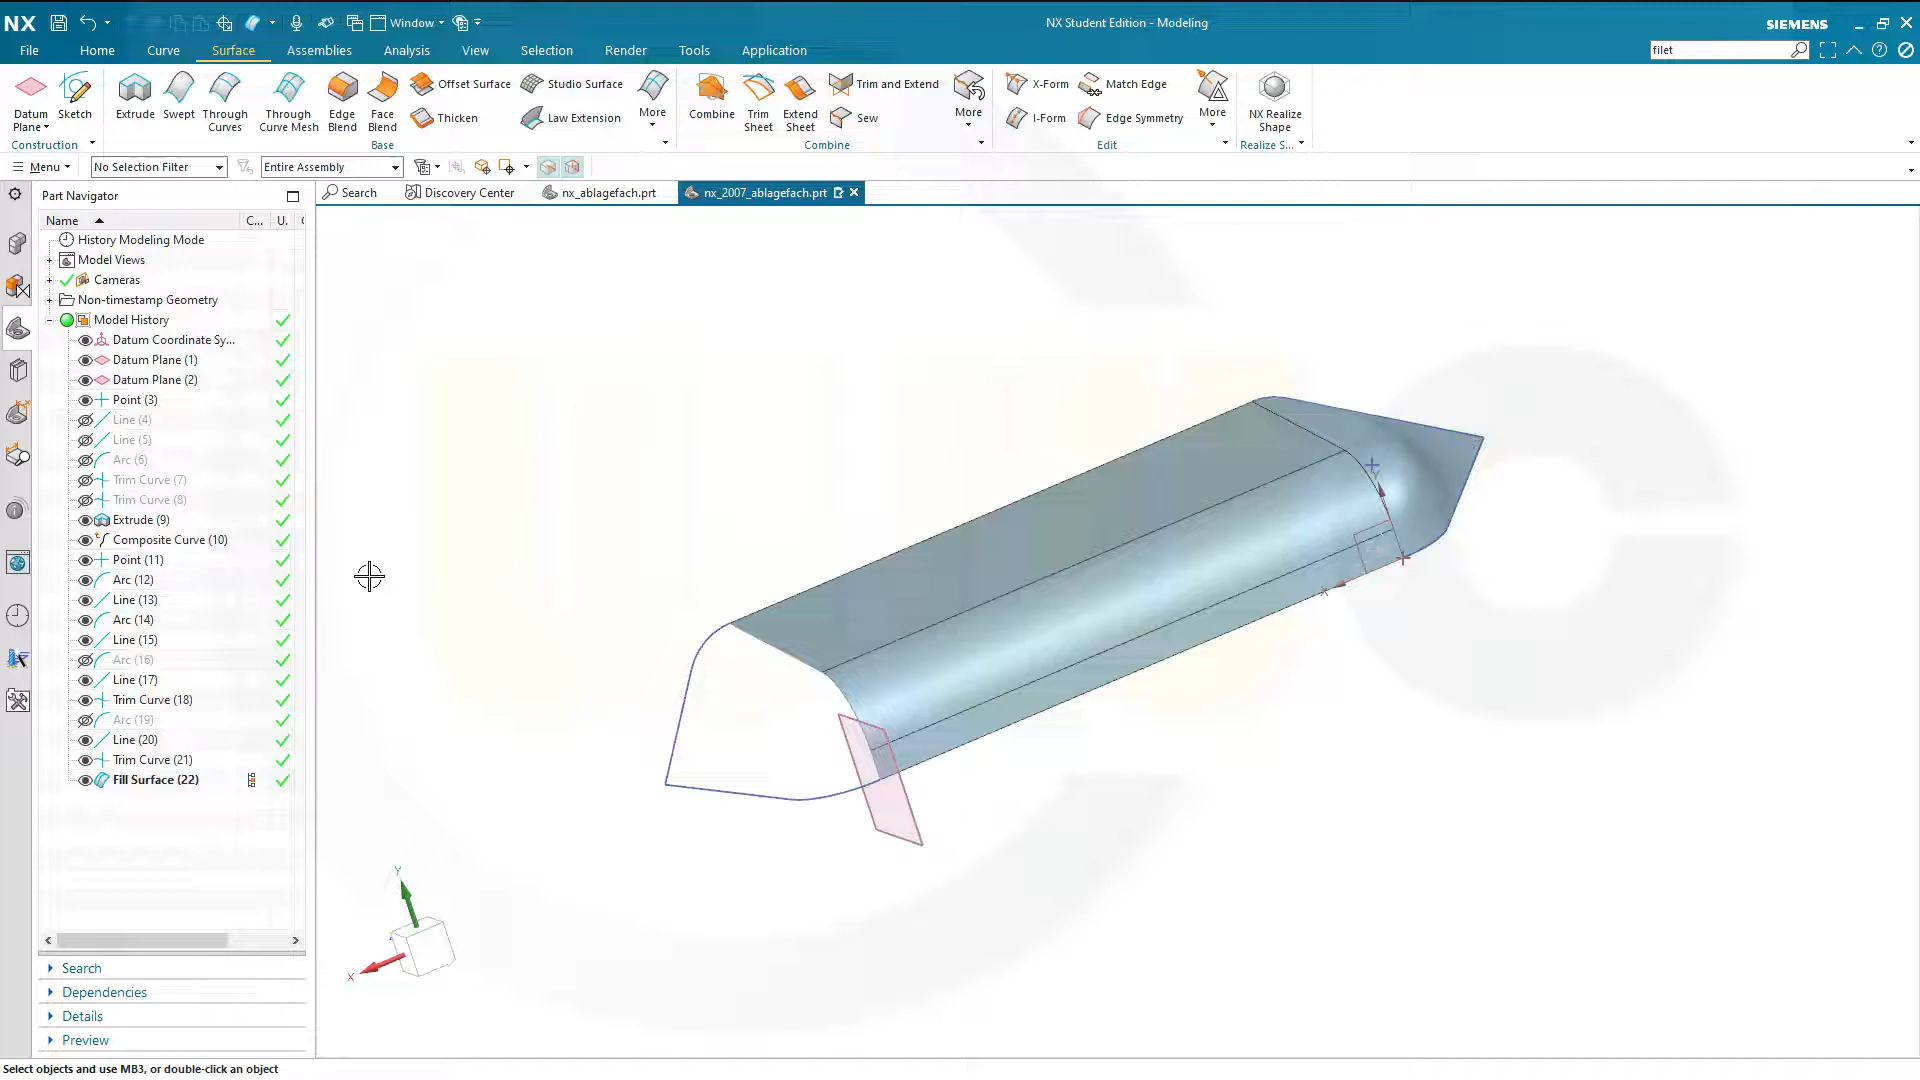 NX
Window
NX Student Edition - Modeling
SIEMENS
File
Home
Curve
Surface
Assemblies
Analysis
View
Selection
Render
Tools
Application
filet
Datum Plane
Sketch
Extrude
Swept
Through Curves
Through Curve Mesh
Edge Blend
Face Blend
Offset Surface
Thicken
Studio Surface
Law Extension
More
Combine
Trim Sheet
Extend Sheet
Trim and Extend
Sew
More
X-Form
I-Form
Match Edge
Edge Symmetry
More
NX Realize Shape
Construction
Base
Combine
Edit
Realize S...
Menu
No Selection Filter
Entire Assembly
Part Navigator
Search
Discovery Center
nx_ablagefach.prt
nx_2007_ablagefach.prt
Name
C...
U.
History Modeling Mode
Model Views
Cameras
Non-timestamp Geometry
Model History
Datum Coordinate Sy...
Datum Plane (1)
Datum Plane (2)
Point (3)
Line (4)
Line (5)
Arc (6)
Trim Curve (7)
Trim Curve (8)
Extrude (9)
Composite Curve (10)
Point (11)
Arc (12)
Line (13)
Arc (14)
Line (15)
Arc (16)
Line (17)
Trim Curve (18)
Arc (19)
Line (20)
Trim Curve (21)
Fill Surface (22)
Y
X
Y
X
Search
Dependencies
Details
Preview
Select objects and use MB3, or double-click an object